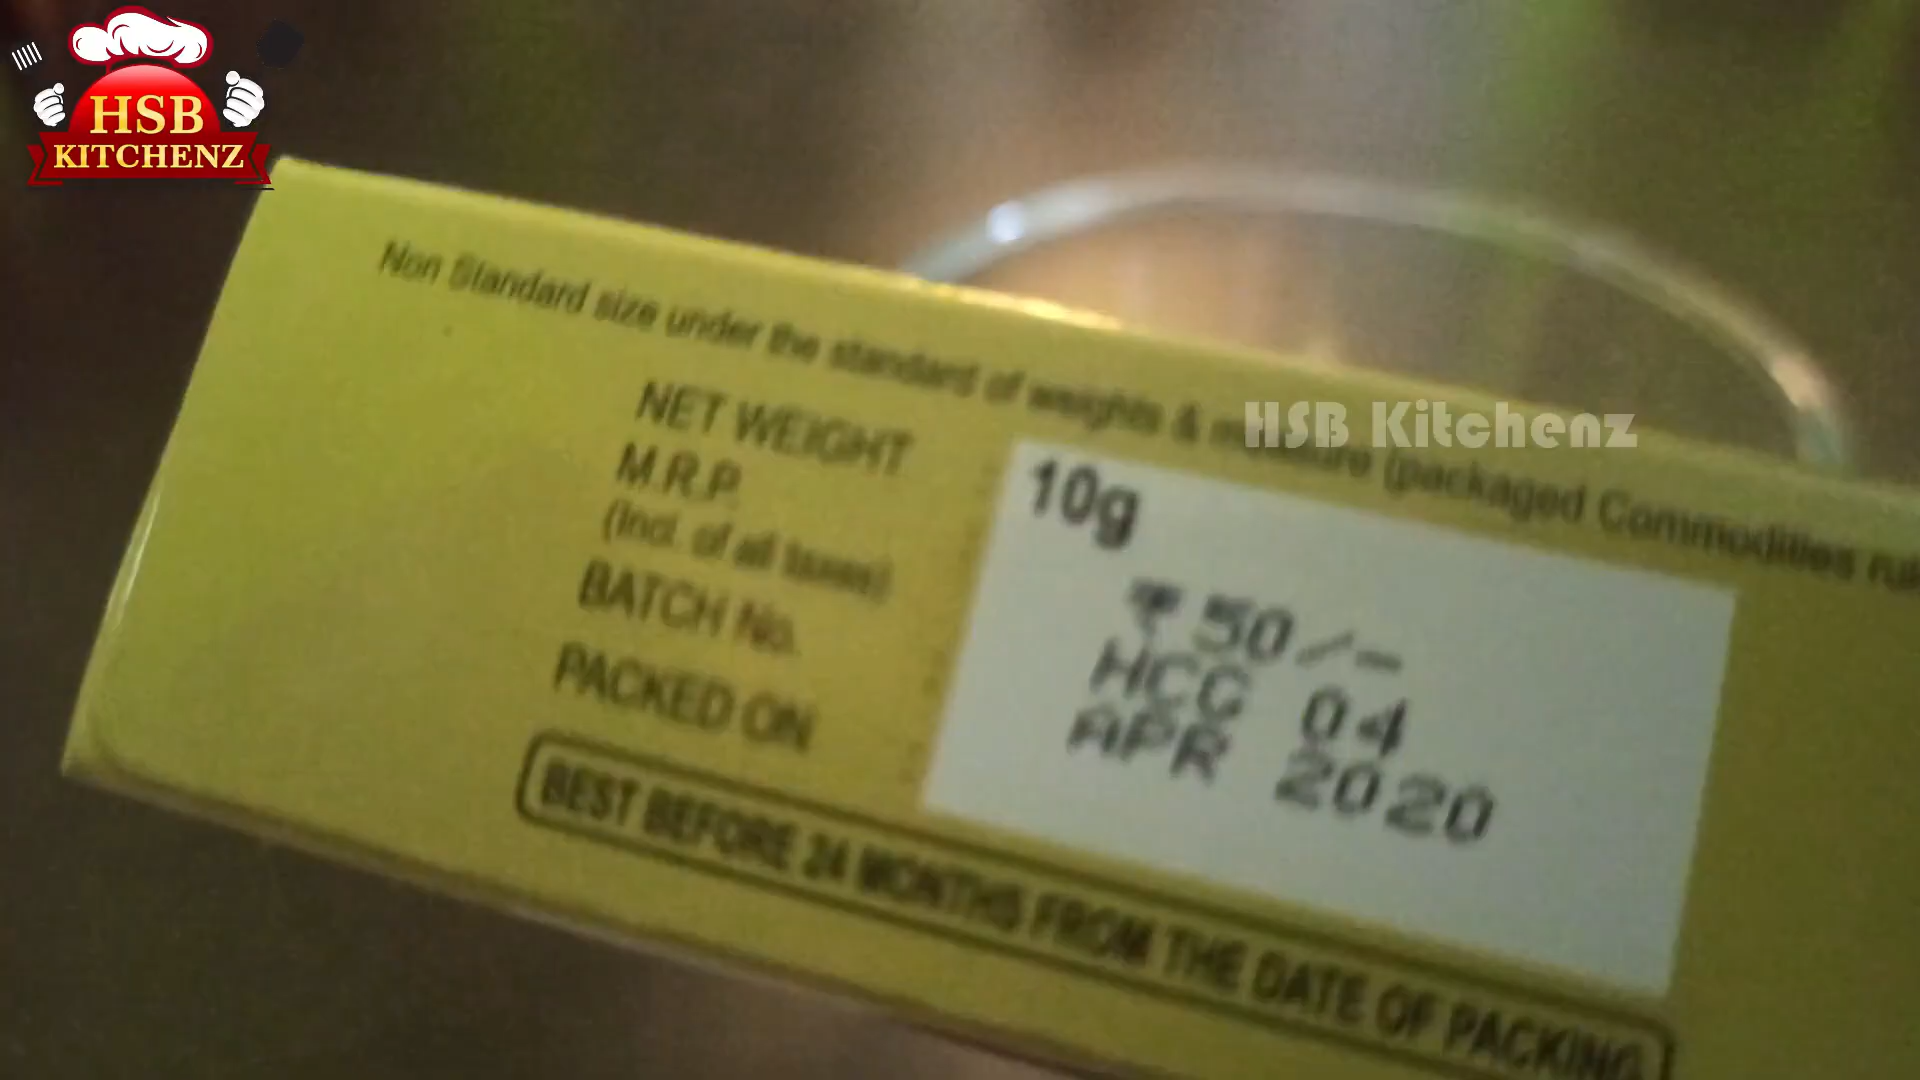 HSB
KITCHENZ
Non Standard size under the standard of weights & measure (packaged Commodities rul
HSB Kitchenz
NET WEIGHT 10g
M.R.P. ₹ 50/-
(Incl. of all taxes)
BATCH No. HCG 04
PACKED ON APR 2020
BEST BEFORE 24 MONTHS FROM THE DATE OF PACKING